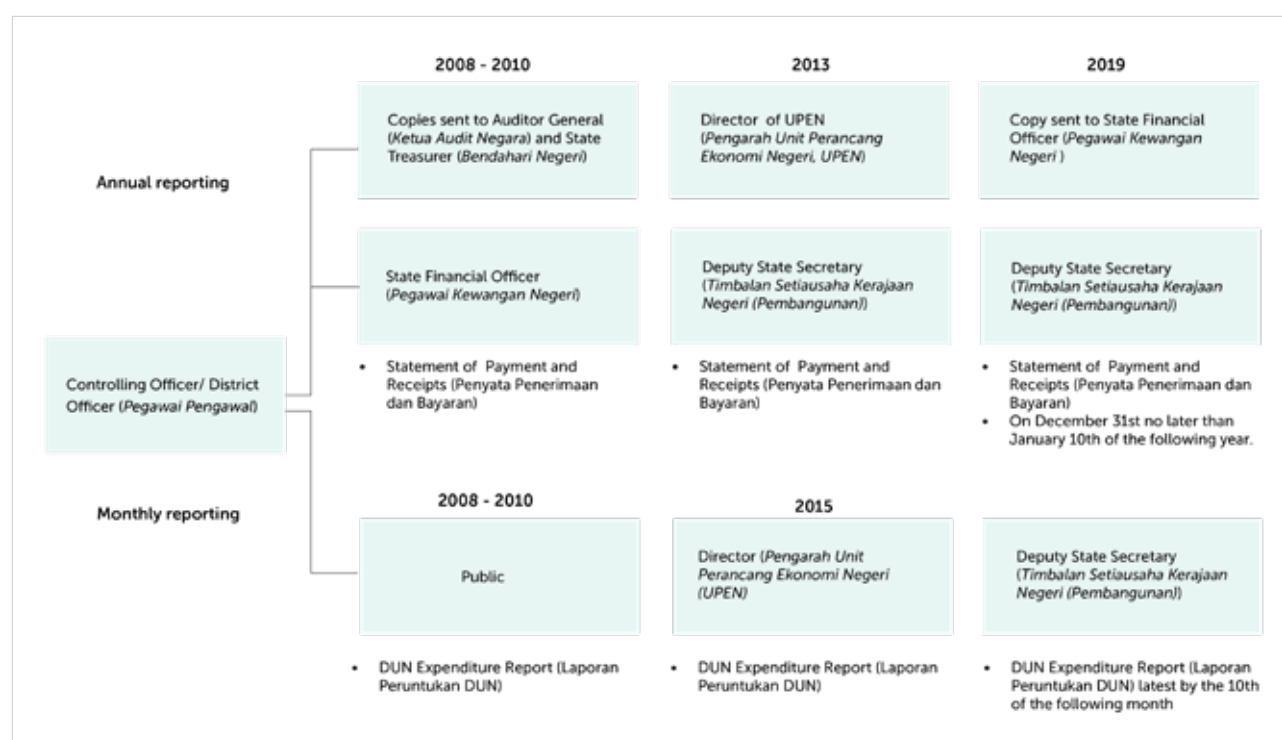 2008 - 2010
2013
2019
Annual reporting
Copies sent to Auditor General
(Ketua Audit Negara) and State
Treasurer (Bendahari Negeri)
Director of UPEN
(Pengarah Unit Perancang
Ekonomi Negeri, UPEN)
Copy sent to State Financial
Officer (Pegawai Kewangan
Negeri )
State Financial Officer
(Pegawai Kewangan Negeri)
Deputy State Secretary
(Timbalan Setiausaha Kerajaan
Negeri (Pembangunan))
Deputy State Secretary
(Timbalan Setiausaha Kerajaan
Negeri (Pembangunan))
• Statement of Payment and
Receipts (Penyata Penerimaan
dan Bayaran)
• Statement of Payment and
Receipts (Penyata Penerimaan dan
Bayaran)
• Statement of Payment and
Receipts (Penyata Penerimaan dan
Bayaran)
• On December 31st no later than
January 10th of the following year.
Controlling Officer/ District
Officer (Pegawai Pengawal)
Monthly reporting
2008 - 2010
2015
Public
Director (Pengarah Unit
Perancang Ekonomi Negeri
(UPEN)
Deputy State Secretary
(Timbalan Setiausaha Kerajaan
Negeri (Pembangunan))
• DUN Expenditure Report (Laporan
Peruntukan DUN)
• DUN Expenditure Report (Laporan
Peruntukan DUN)
• DUN Expenditure Report (Laporan
Peruntukan DUN) latest by the 10th
of the following month